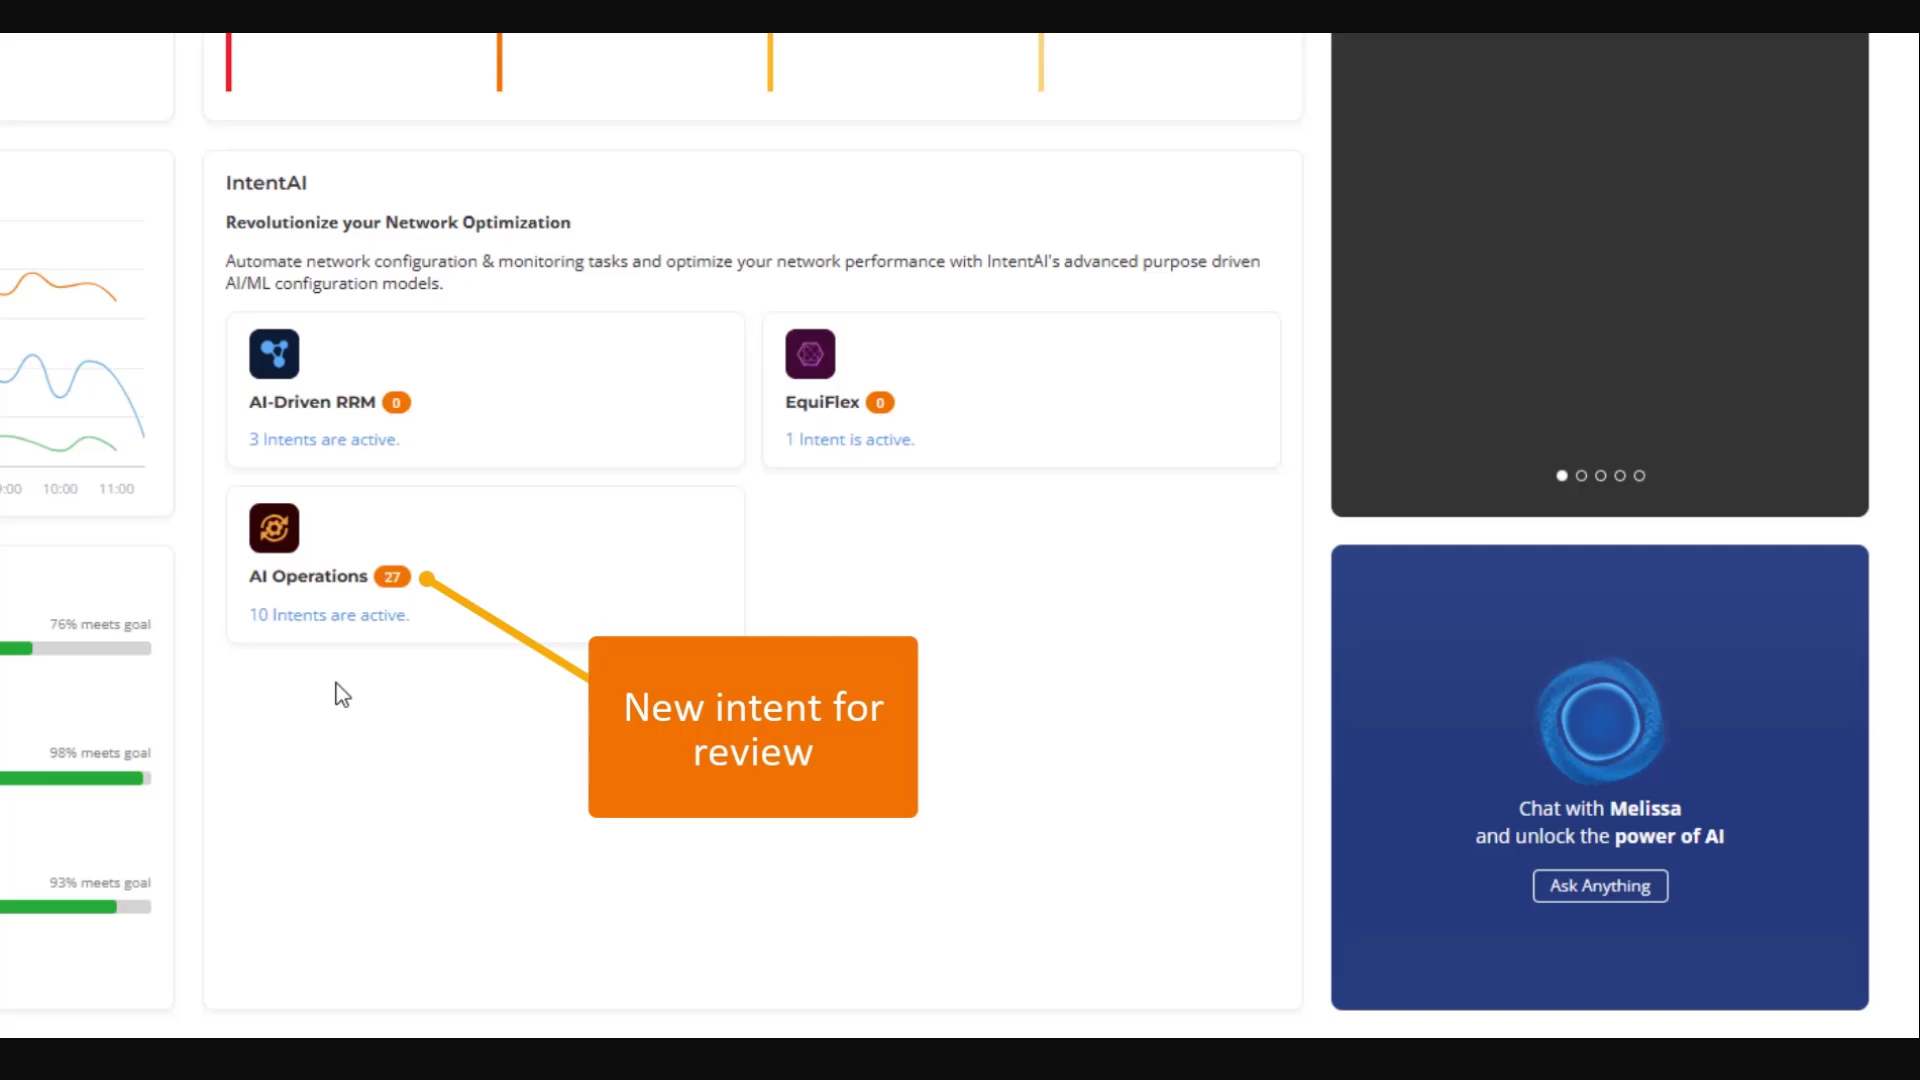 IntentAI
Revolutionize your Network Optimization
Automate network configuration & monitoring tasks and optimize your network performance with IntentAI's advanced purpose driven
AI/ML configuration models.
AI-Driven RRM 0
3 Intents are active.
EquiFlex 0
1 Intent is active.
AI Operations 27
10 Intents are active.
New intent for
review
:00 10:00 11:00
76% meets goal
98% meets goal
93% meets goal
Chat with Melissa
and unlock the power of AI
Ask Anything